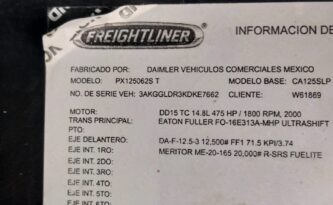 FREIGHTLINER
INFORMACION DE
FABRICADO POR: DAIMLER VEHICULOS COMERCIALES MEXICO
MODELO: PX125062S T MODELO BASE: CA125SLP
NO. DE SERIE VEH: 3AKGGLDR3KDKE7662 CLIENTE: W61869
MOTOR: DD15 TC 14.8L 475 HP / 1800 RPM, 2000
TRANS PRINCIPAL: EATON FULLER FO-16E313A-MHP ULTRASHIFT
PTO:
EJE DELANTERO: DA-F-12.5-3 12,500# FF1 71.5 KPI/3.74
EJE INT. 1RO: MERITOR ME-20-165 20,000# R-SRS FUELITE
EJE INT. 2DO:
EJE INT. 3RO:
EJE INT. 4TO:
EJE INT. 5TO:
EJE INT. 6TO: